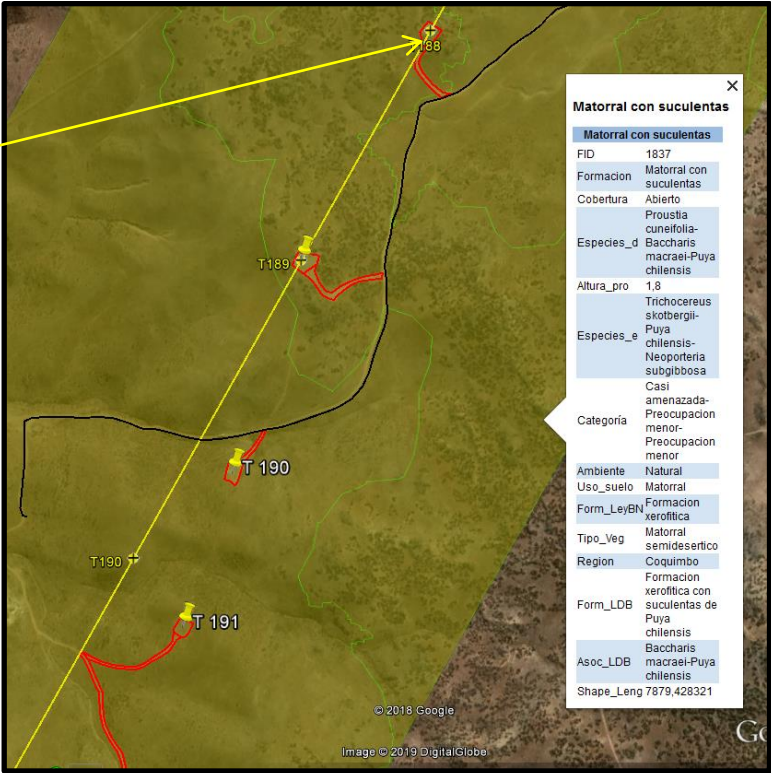 188
T189
T 190
T190
T 191
© 2018 Google
Image © 2019 DigitalGlobe
Matorral con suculentas
Matorral con suculentas
FID 1837
Formacion Matorral con
suculentas
Cobertura Abierto
Especies_d Proustia
cuneifolia-
Baccharis
macraei-Puya
chilensis
Altura_pro 1,8
Especies_e Trichocereus
skotbergii-
Puya
chilensis-
Neoporteria
subgibbosa
Categoría Casi
amenazada-
Preocupacion
menor-
Preocupacion
menor
Ambiente Natural
Uso_suelo Matorral
Form_LeyBN Formacion
xerofitica
Tipo_Veg Matorral
semidesertico
Region Coquimbo
Form_LDB Formacion
xerofitica con
suculentas de
Puya
chilensis
Asoc_LDB Baccharis
macraei-Puya
chilensis
Shape_Leng 7879,428321
Go